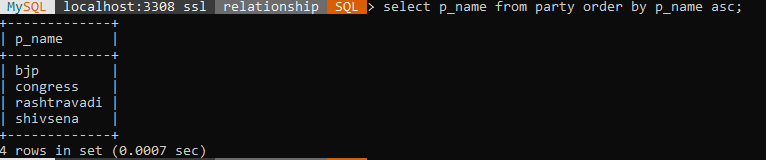 MySQL localhost:3308 ssl relationship SQL > select p_name from party order by p_name asc;
+-------------+
| p_name      |
+-------------+
| bjp         |
| congress    |
| rashtravadi |
| shivsena    |
+-------------+
4 rows in set (0.0007 sec)